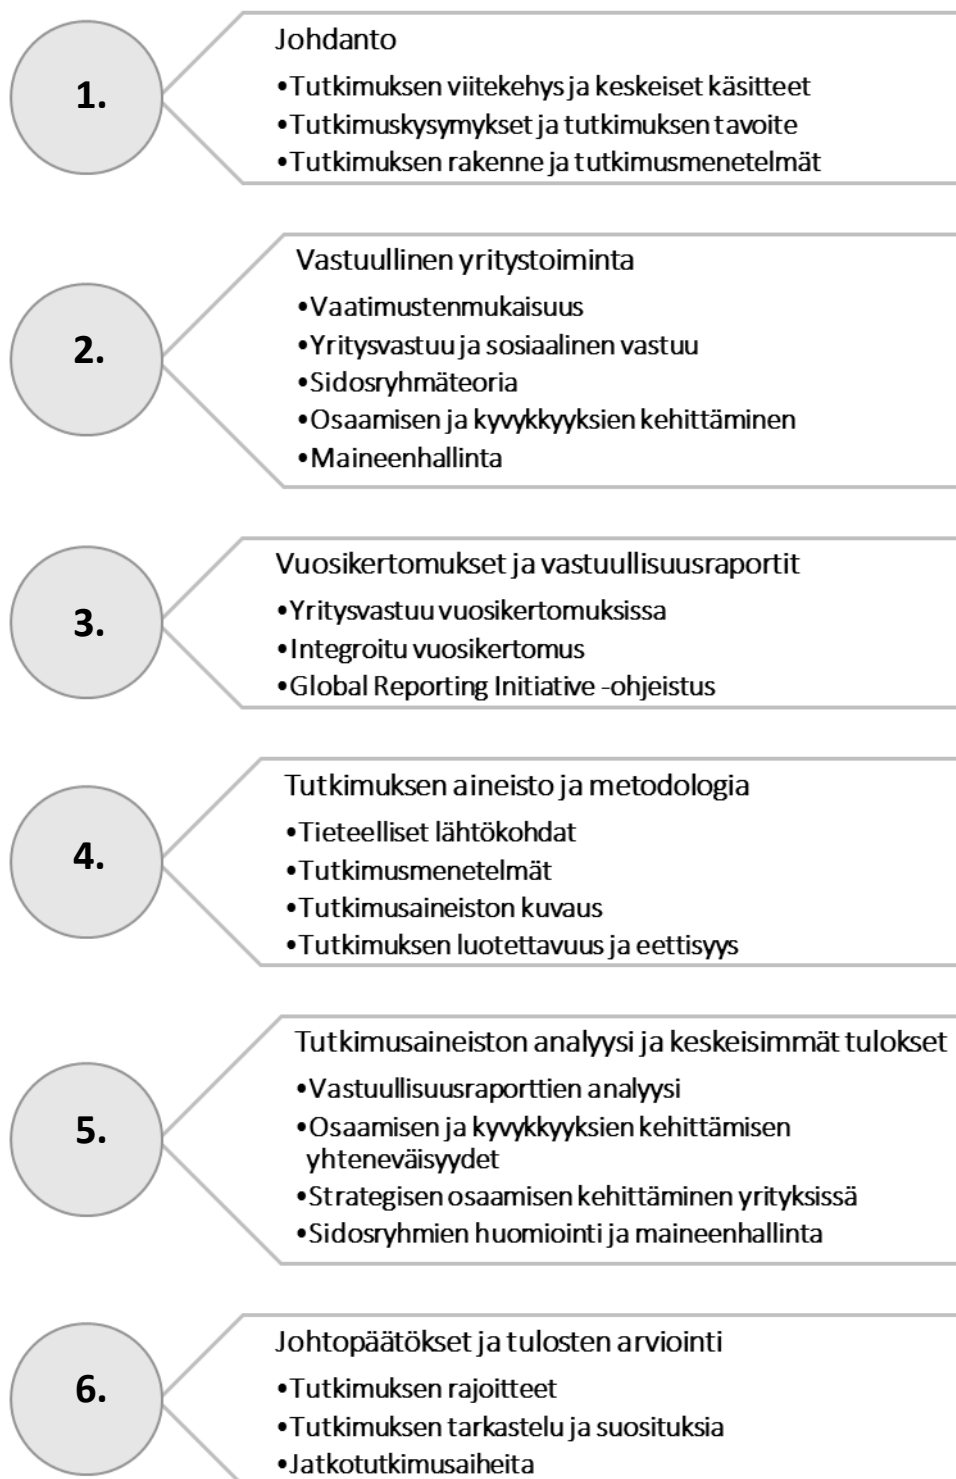 1.
Johdanto
•Tutkimuksen viitekehys ja keskeiset käsitteet
•Tutkimuskysymykset ja tutkimuksen tavoite
•Tutkimuksen rakenne ja tutkimusmenetelmät
2.
Vastuullinen yritystoiminta
•Vaatimustenmukaisuus
•Yritysvastuu ja sosiaalinen vastuu
•Sidosryhmäteoria
•Osaamisen ja kyvykkyyksien kehittäminen
•Maineenhallinta
3.
Vuosikertomukset ja vastuullisuusraportit
•Yritysvastuu vuosikertomuksissa
•Integroitu vuosikertomus
•Global Reporting Initiative -ohjeistus
4.
Tutkimuksen aineisto ja metodologia
•Tieteelliset lähtökohdat
•Tutkimusmenetelmät
•Tutkimusaineiston kuvaus
•Tutkimuksen luotettavuus ja eettisyys
5.
Tutkimusaineiston analyysi ja keskeisimmät tulokset
•Vastuullisuusraporttien analyysi
•Osaamisen ja kyvykkyyksien kehittämisen
yhteneväisyydet
•Strategisen osaamisen kehittäminen yrityksissä
•Sidosryhmien huomiointi ja maineenhallinta
6.
Johtopäätökset ja tulosten arviointi
•Tutkimuksen rajoitteet
•Tutkimuksen tarkastelu ja suosituksia
•Jatkotutkimusaiheita